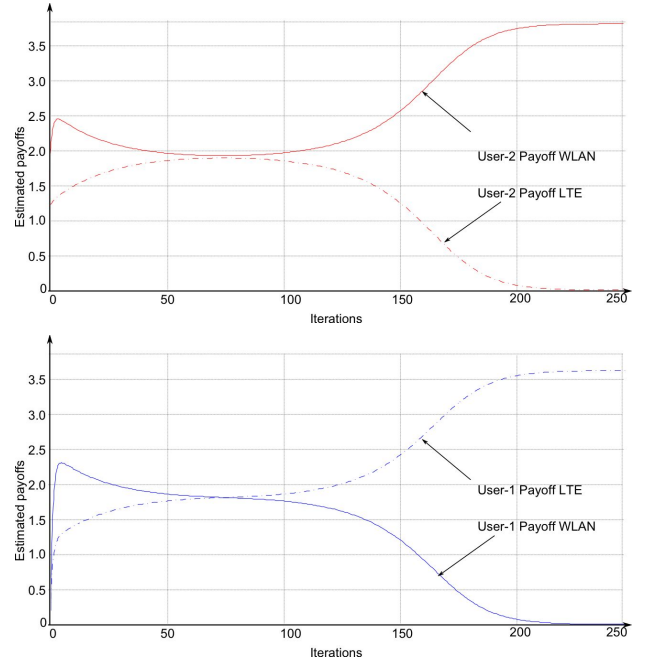 3.5
3.0
2.5
User-2 Payoff WLAN
2.0
User-2 Payoff LTE
1.5
1.0
0.5
0
Estimated payoffs
0 50 100 150 200 250
Iterations
3.5
3.0
2.5
User-1 Payoff LTE
2.0
User-1 Payoff WLAN
1.5
1.0
0.5
0
Estimated payoffs
0 50 100 150 200 250
Iterations